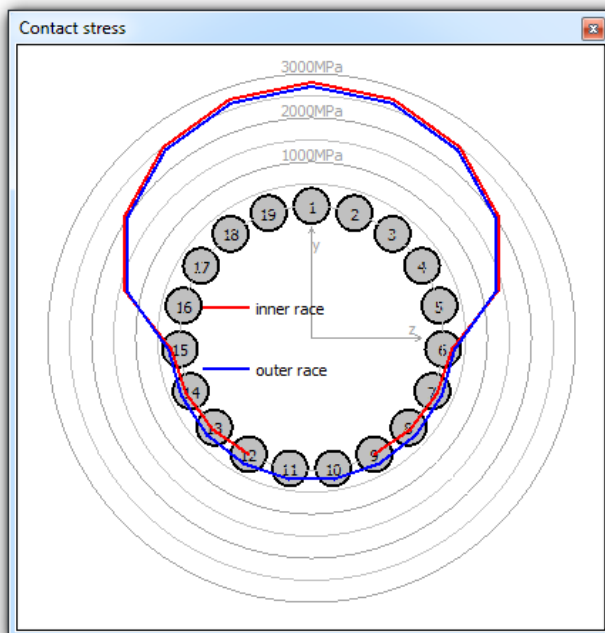 Contact stress
x
3000MPa
2000MPa
1000MPa
1
19 2
18 3
17 4
y
16 inner race 5
z
15 6
outer race
14 7
13 8
12 9
11 10